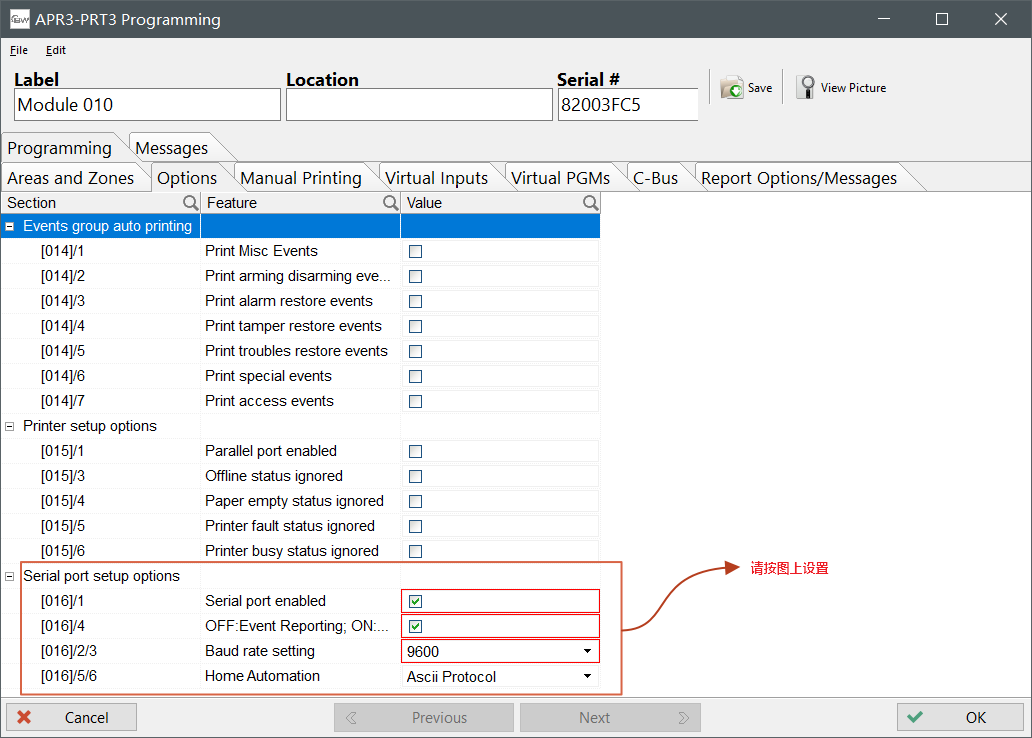 APR3-PRT3 Programming
File Edit
Label Location Serial #
Module 010 82003FC5 Save View Picture
Programming Messages
Areas and Zones Options Manual Printing Virtual Inputs Virtual PGMs C-Bus Report Options/Messages
Section Feature Value
Events group auto printing
[014]/1 Print Misc Events
[014]/2 Print arming disarming eve...
[014]/3 Print alarm restore events
[014]/4 Print tamper restore events
[014]/5 Print troubles restore events
[014]/6 Print special events
[014]/7 Print access events
Printer setup options
[015]/1 Parallel port enabled
[015]/3 Offline status ignored
[015]/4 Paper empty status ignored
[015]/5 Printer fault status ignored
[015]/6 Printer busy status ignored
Serial port setup options 请按图上设置
[016]/1 Serial port enabled
[016]/4 OFF:Event Reporting; ON:...
[016]/2/3 Baud rate setting 9600
[016]/5/6 Home Automation Ascii Protocol
Cancel Previous Next OK